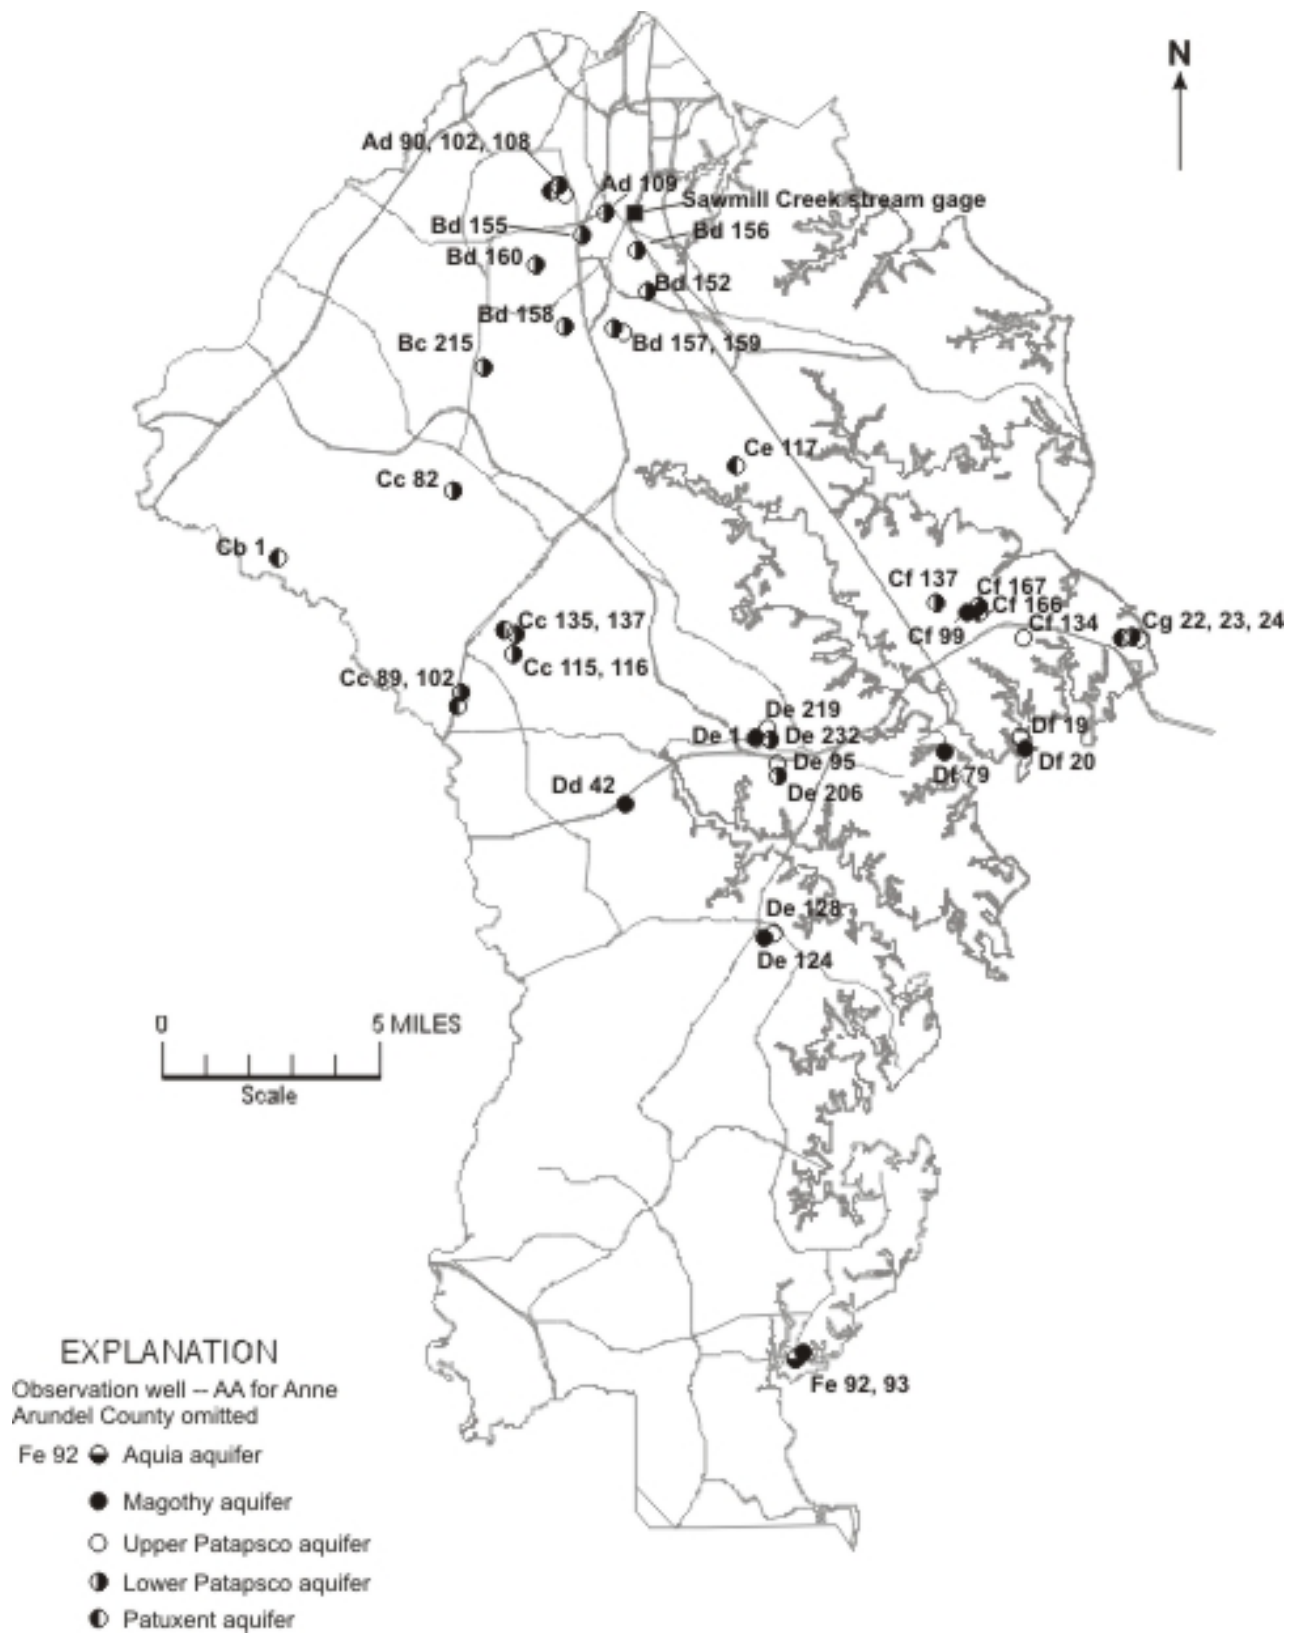 N
Ad 90, 102, 108
Ad 109
Sawmill Creek stream gage
Bd 155
Bd 156
Bd 160
Bd 152
Bd 158
Bd 157, 159
Bc 215
Ce 117
Cc 82
Cb 1
Cf 137
Cf 167
Cf 166
Cf 134
Cf 99
Cg 22, 23, 24
Cc 135, 137
Cc 115, 116
Cc 89, 102
De 219
De 1
De 232
De 95
De 206
Df 19
Df 20
Df 79
Dd 42
De 128
De 124
0 5 MILES
Scale
Fe 92, 93
EXPLANATION
Observation well -- AA for Anne
Arundel County omitted
Fe 92 Aquia aquifer
Magothy aquifer
Upper Patapsco aquifer
Lower Patapsco aquifer
Patuxent aquifer